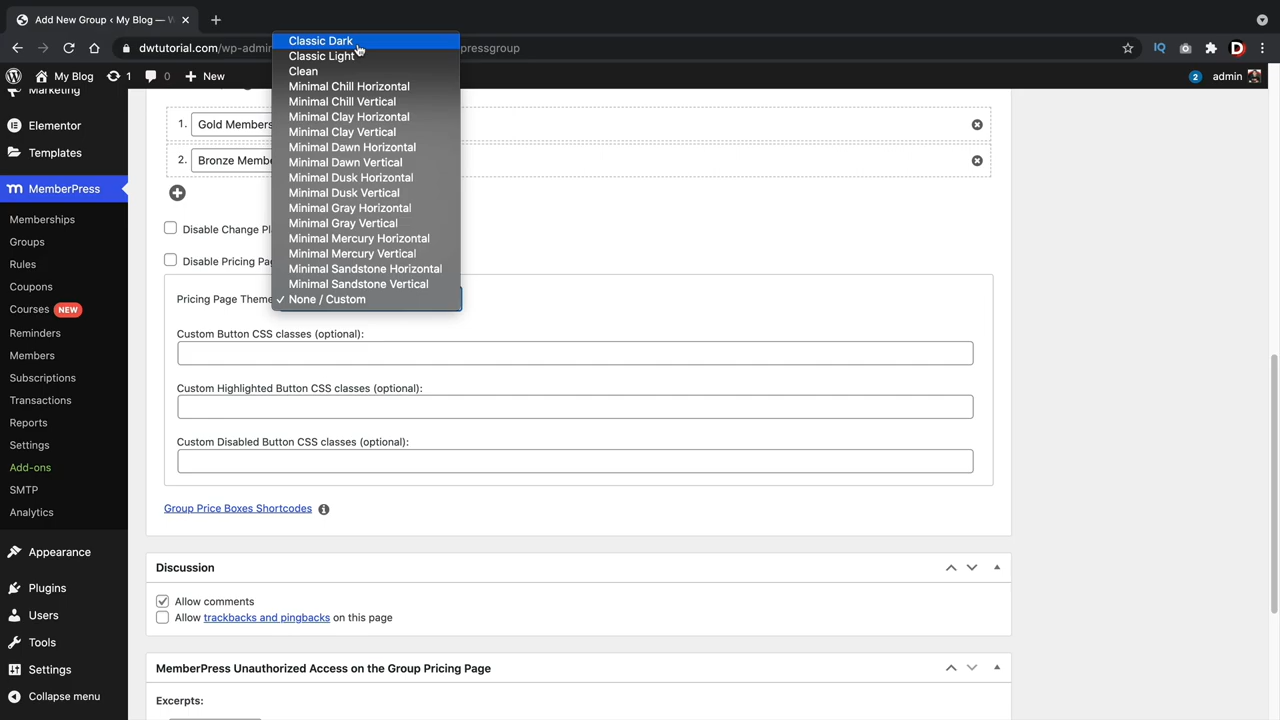 Add New Group < My Blog — W
dwtutorial.com/wp-admin
pressgroup
My Blog
1
0
New
2
admin
Marketing
Elementor
Templates
MemberPress
Memberships
Groups
Rules
Coupons
Courses NEW
Reminders
Members
Subscriptions
Transactions
Reports
Settings
Add-ons
SMTP
Analytics
Appearance
Plugins
Users
Tools
Settings
Collapse menu
Classic Dark
Classic Light
Clean
Minimal Chill Horizontal
Minimal Chill Vertical
Minimal Clay Horizontal
Minimal Clay Vertical
Minimal Dawn Horizontal
Minimal Dawn Vertical
Minimal Dusk Horizontal
Minimal Dusk Vertical
Minimal Gray Horizontal
Minimal Gray Vertical
Minimal Mercury Horizontal
Minimal Mercury Vertical
Minimal Sandstone Horizontal
Minimal Sandstone Vertical
✓ None / Custom
1. Gold Members
2. Bronze Membe
Disable Change Pl
Disable Pricing Pag
Pricing Page Theme
Custom Button CSS classes (optional):
Custom Highlighted Button CSS classes (optional):
Custom Disabled Button CSS classes (optional):
Group Price Boxes Shortcodes
Discussion
Allow comments
Allow trackbacks and pingbacks on this page
MemberPress Unauthorized Access on the Group Pricing Page
Excerpts: